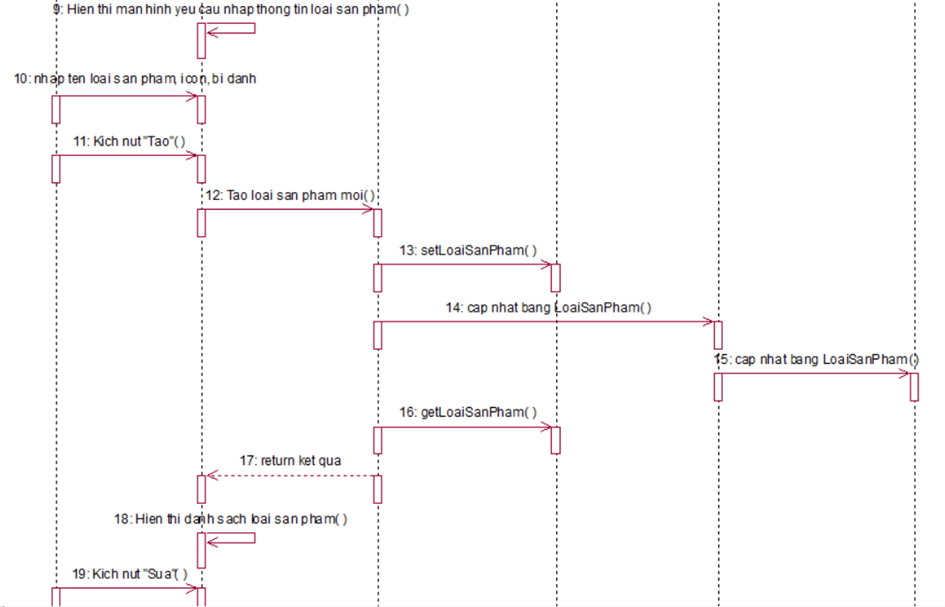 9: Hien thi man hinh yeu cau nhap thong tin loai san pham( )
10: nhap ten loai san pham, icon, bi danh
11: Kich nut "Tao"( )
12: Tao loai san pham moi( )
13: setLoaiSanPham( )
14: cap nhat bang LoaiSanPham( )
15: cap nhat bang LoaiSanPham( )
16: getLoaiSanPham( )
17: return ket qua
18: Hien thi danh sach loai san pham( )
19: Kich nut "Sua"( )